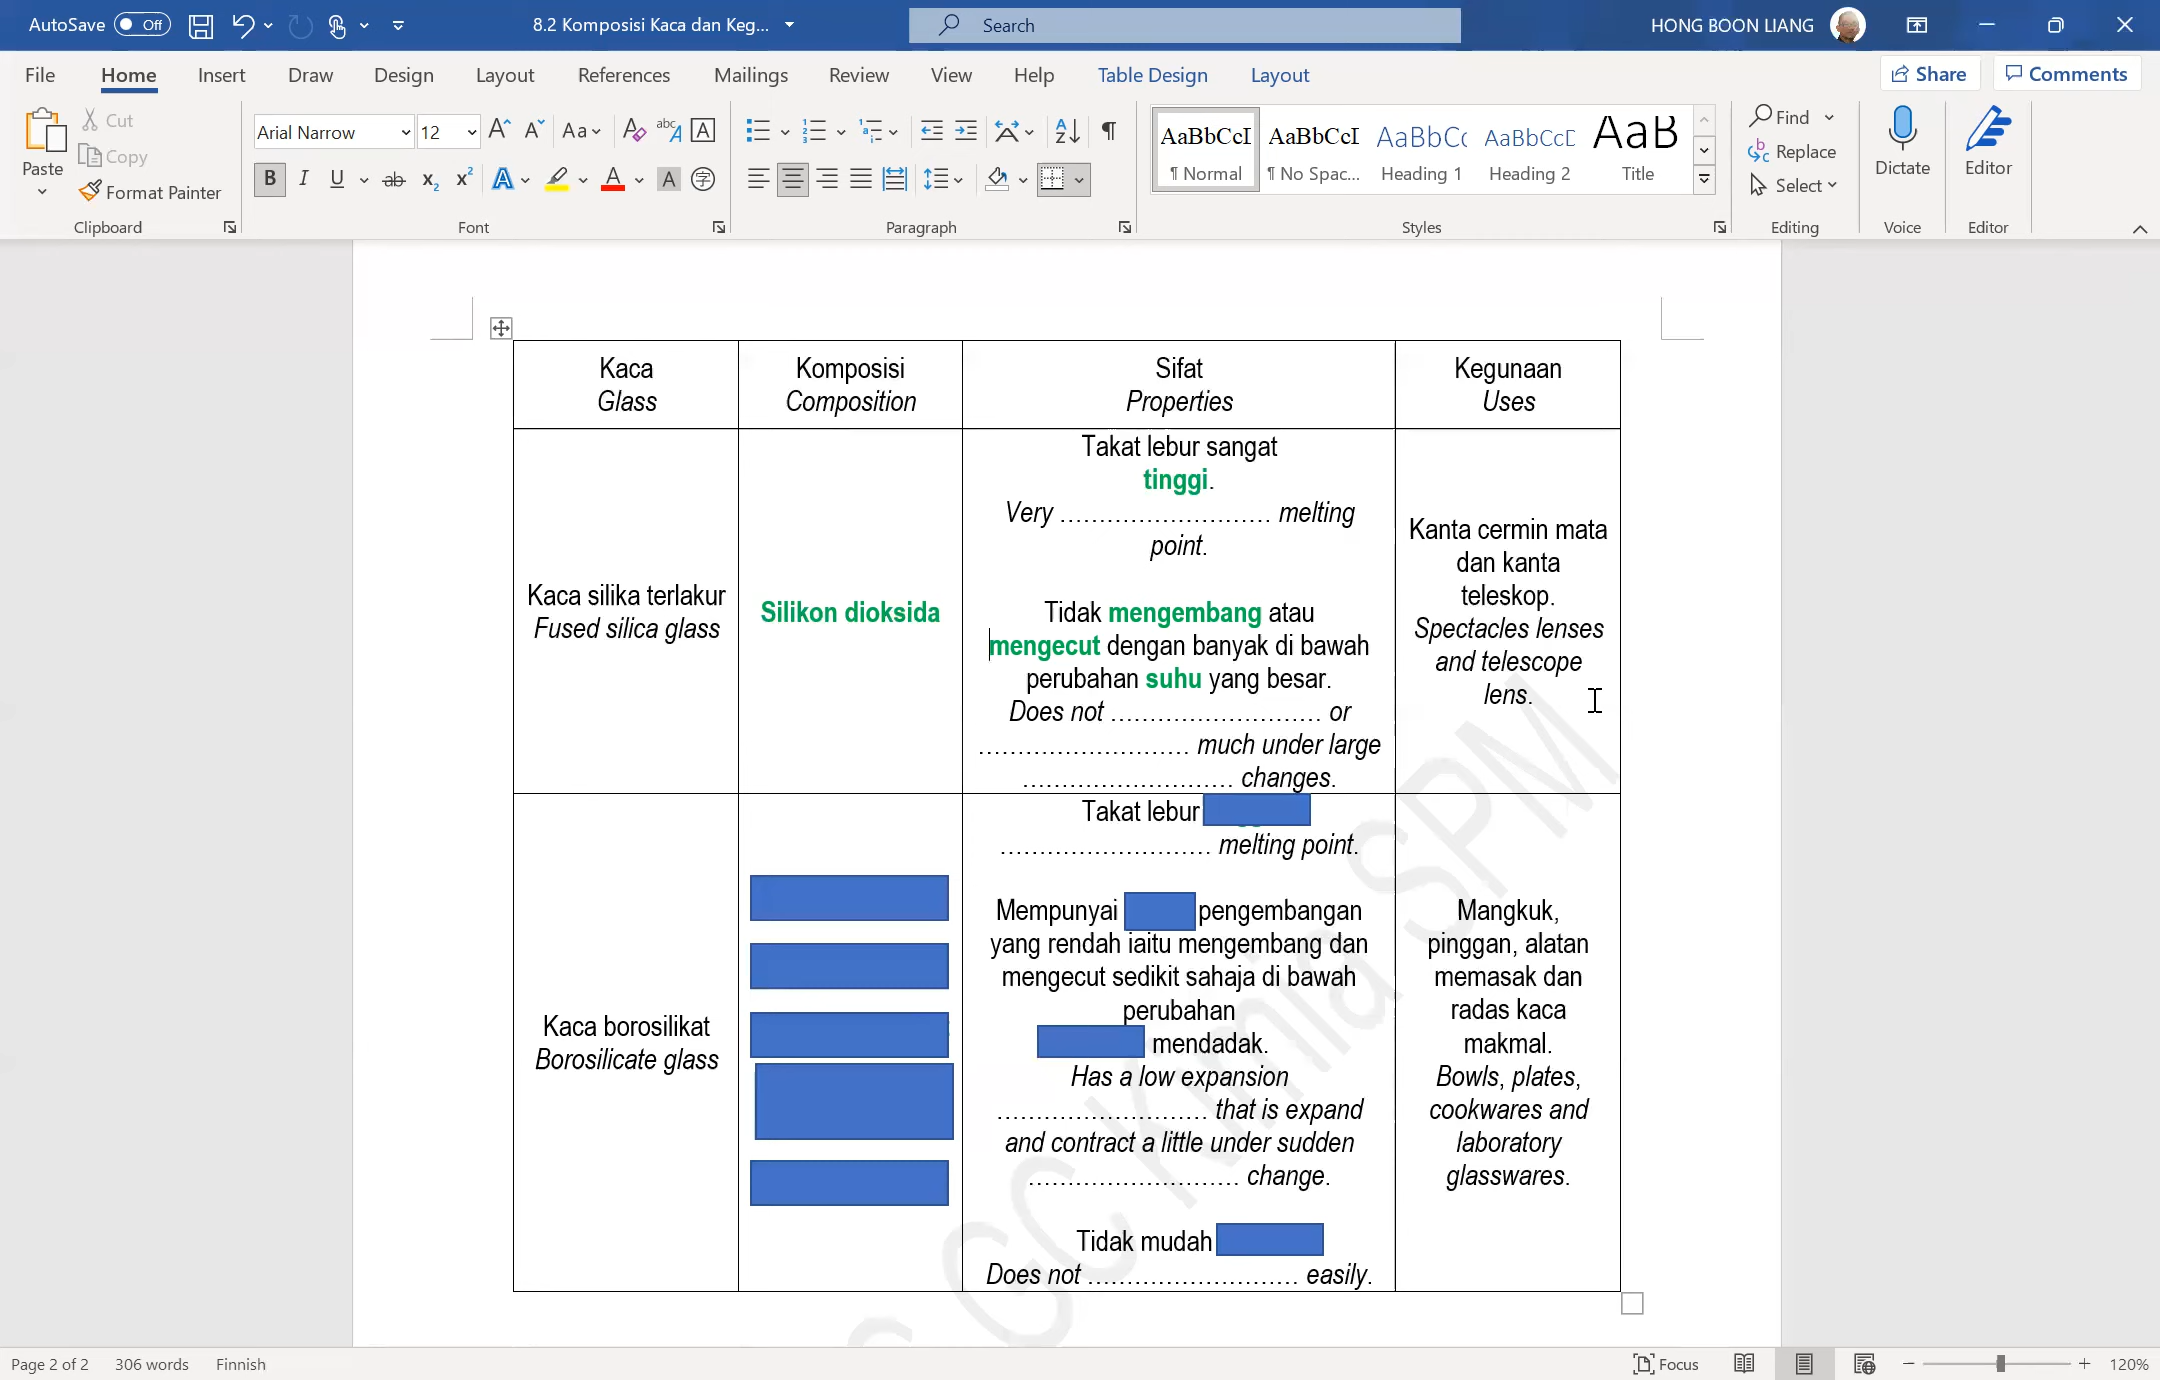 AutoSave Off 8.2 Komposisi Kaca dan Keg... Search HONG BOON LIANG
File Home Insert Draw Design Layout References Mailings Review View Help Table Design Layout Share Comments
Paste Cut Copy Format Painter
Clipboard
Arial Narrow 12
Font
Paragraph
AaBbCcI AaBbCcI AaBbC AaBbCcD AaB
¶ Normal ¶ No Spac... Heading 1 Heading 2 Title
Styles
Find
Replace
Select
Editing
Dictate
Voice
Editor
Editor
Kaca
Glass
Komposisi
Composition
Sifat
Properties
Kegunaan
Uses
Kaca silika terlakur
Fused silica glass
Silikon dioksida
Takat lebur sangat
tinggi.
Very ........................... melting
point.
Tidak mengembang atau
mengecut dengan banyak di bawah
perubahan suhu yang besar.
Does not ........................... or
........................... much under large
........................... changes.
Kanta cermin mata
dan kanta
teleskop.
Spectacles lenses
and telescope
lens.
Kaca borosilikat
Borosilicate glass
Takat lebur
........................... melting point.
Mempunyai pengembangan
yang rendah iaitu mengembang dan
mengecut sedikit sahaja di bawah
perubahan
mendadak.
Has a low expansion
........................... that is expand
and contract a little under sudden
........................... change.
Tidak mudah
Does not ........................... easily.
Mangkuk,
pinggan, alatan
memasak dan
radas kaca
makmal.
Bowls, plates,
cookwares and
laboratory
glasswares.
GC Kimia SPM
Page 2 of 2 306 words Finnish Focus 120%